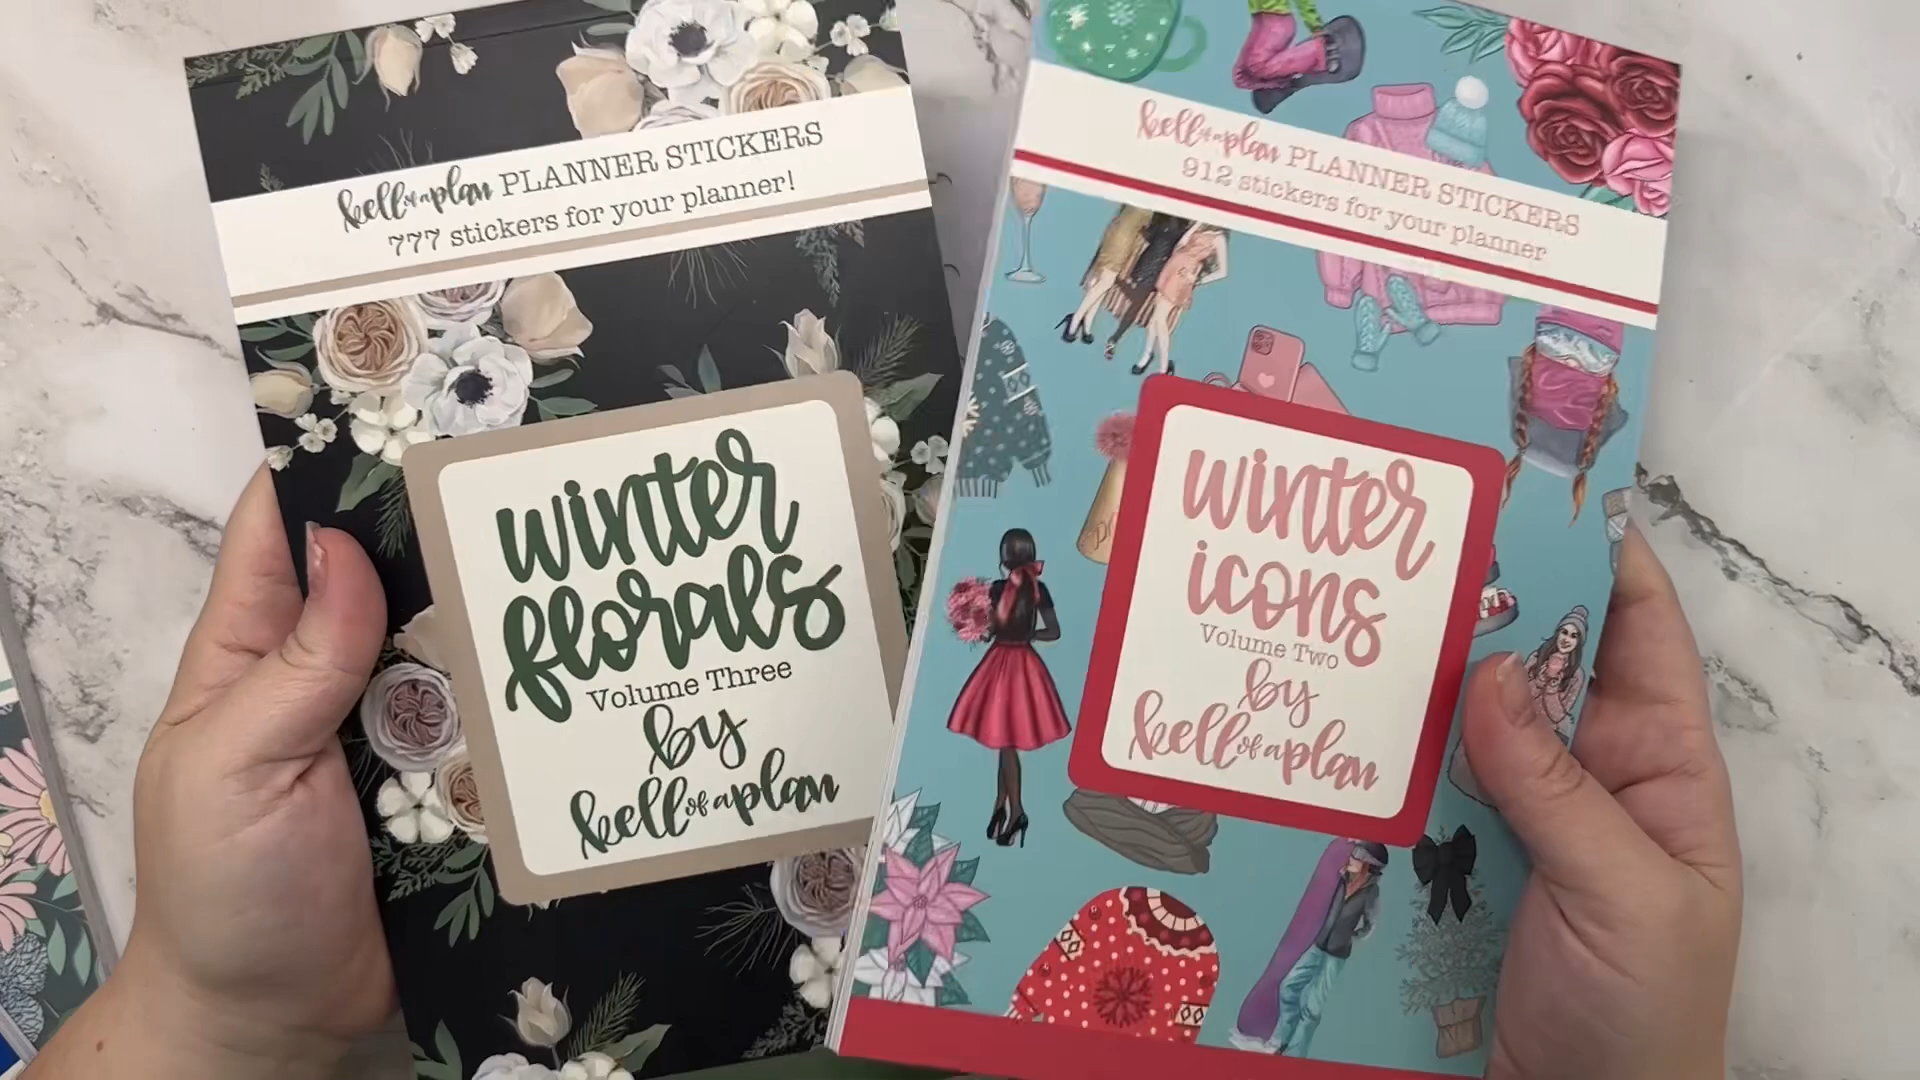 kell of a plan PLANNER STICKERS
777 stickers for your planner!
winter
florals
Volume Three
by
kell of a plan
kell of a plan PLANNER STICKERS
912 stickers for your planner
winter
icons
Volume Two
by
kell of a plan